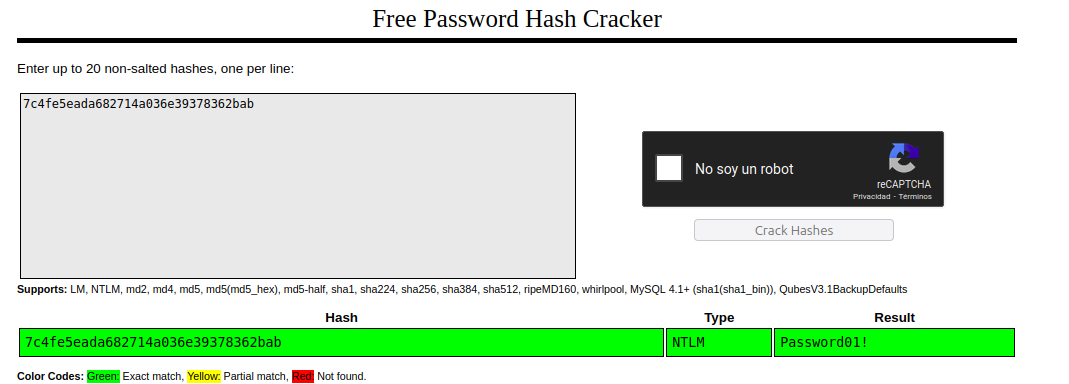 Free Password Hash Cracker
Enter up to 20 non-salted hashes, one per line:
7c4fe5eada682714a036e39378362bab
No soy un robot
reCAPTCHA
Privacidad - Términos
Crack Hashes
Supports: LM, NTLM, md2, md4, md5, md5(md5_hex), md5-half, sha1, sha224, sha256, sha384, sha512, ripeMD160, whirlpool, MySQL 4.1+ (sha1(sha1_bin)), QubesV3.1BackupDefaults
Hash Type Result
7c4fe5eada682714a036e39378362bab NTLM Password01!
Color Codes: Green: Exact match, Yellow: Partial match, Red: Not found.